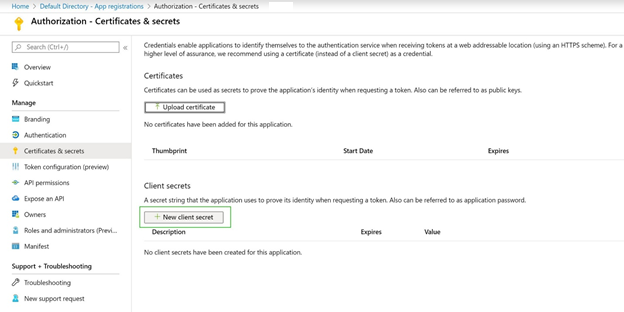 Home > Default Directory - App registrations > Authorization - Certificates & secrets
Authorization - Certificates & secrets
Search (Ctrl+/)
«
Overview
Quickstart
Manage
Branding
Authentication
Certificates & secrets
Token configuration (preview)
API permissions
Expose an API
Owners
Roles and administrators (Previ...
Manifest
Support + Troubleshooting
Troubleshooting
New support request
Credentials enable applications to identify themselves to the authentication service when receiving tokens at a web addressable location (using an HTTPS scheme). For a
higher level of assurance, we recommend using a certificate (instead of a client secret) as a credential.
Certificates
Certificates can be used as secrets to prove the application's identity when requesting a token. Also can be referred to as public keys.
Upload certificate
No certificates have been added for this application.
Thumbprint Start Date Expires
Client secrets
A secret string that the application uses to prove its identity when requesting a token. Also can be referred to as application password.
+ New client secret
Description Expires Value
No client secrets have been created for this application.